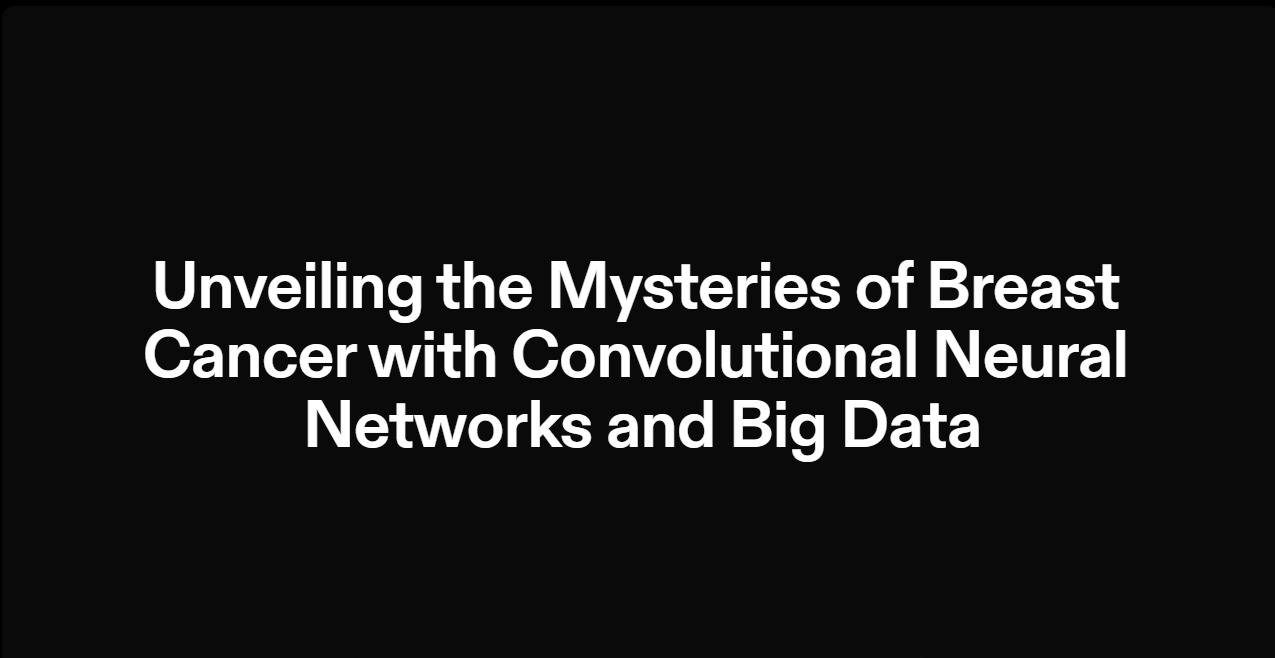 Unveiling the Mysteries of Breast
Cancer with Convolutional Neural
Networks and Big Data